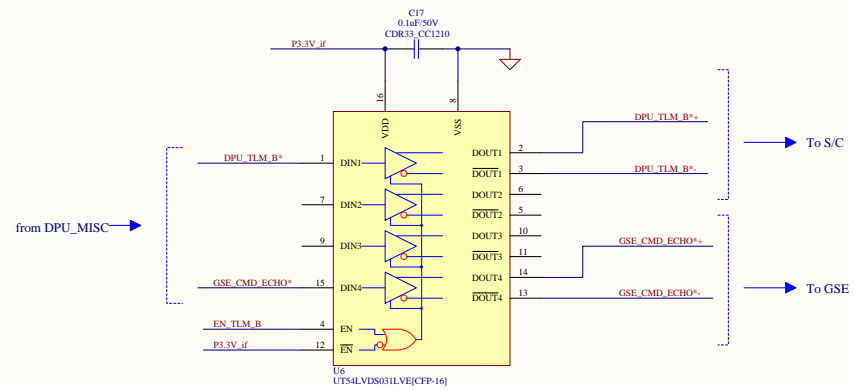 C17
0.1uF/50V
CDR33_CC1210
P3.3V_if
16
8
VDD
VSS
DPU_TLM_B*
1
DIN1
DOUT1
2
DPU_TLM_B*+
DOUT1
3
DPU_TLM_B*-
To S/C
7
DIN2
DOUT2
6
DOUT2
5
from DPU_MISC
9
DIN3
DOUT3
10
DOUT3
11
GSE_CMD_ECHO*+
GSE_CMD_ECHO*
15
DIN4
DOUT4
14
DOUT4
13
GSE_CMD_ECHO*-
To GSE
EN_TLM_B
4
EN
P3.3V_if
12
EN
U6
UT54LVDS031LVE[CFP-16]